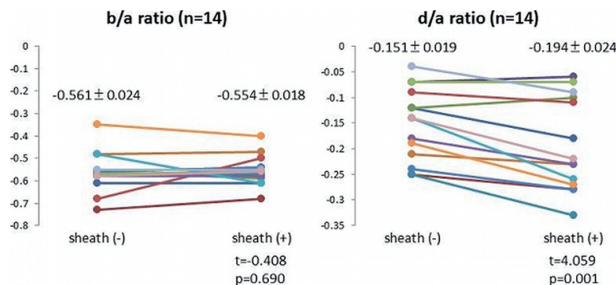 b/a ratio (n=14)
0
-0.1
-0.2
-0.3
-0.4
-0.5
-0.6
-0.7
-0.8
-0.561±0.024
-0.554±0.018
sheath (-)
sheath (+)
t=-0.408
p=0.690
d/a ratio (n=14)
0
-0.05
-0.1
-0.15
-0.2
-0.25
-0.3
-0.35
-0.151±0.019
-0.194±0.024
sheath (-)
sheath (+)
t=4.059
p=0.001